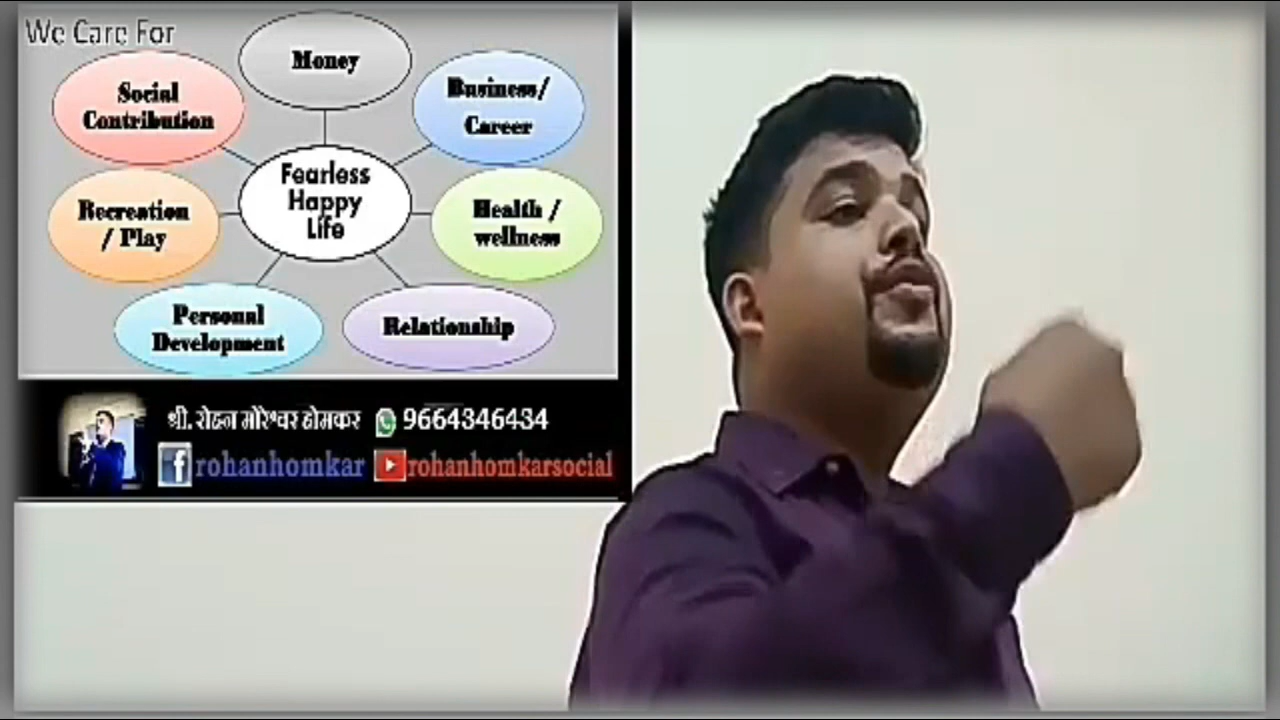 We Care For
Money
Social
Contribution
Business/
Career
Fearless
Happy
Life
Recreation
/ Play
Health /
wellness
Personal
Development
Relationship
श्री. रोहन मोरेश्वर होमकर 9664346434
rohanhomkar rohanhomkarsocial